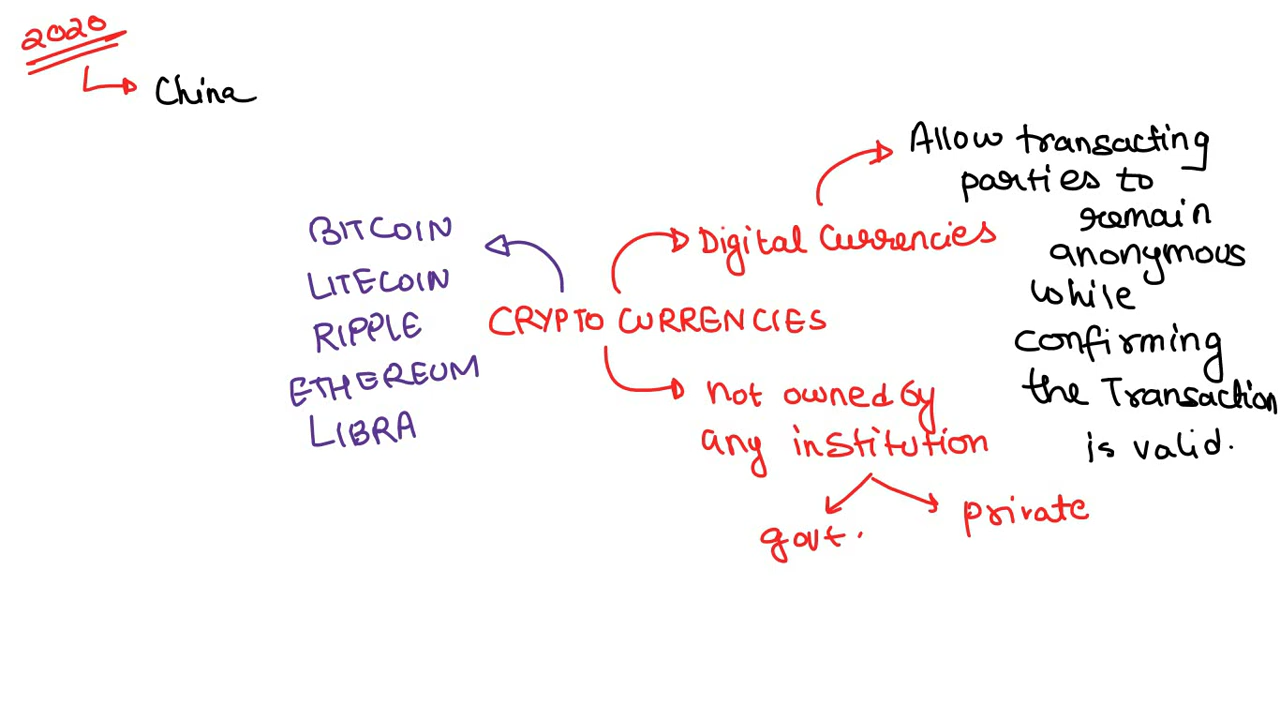 2020
China
BITCOIN
LITECOIN
RIPPLE
ETHEREUM
LIBRA
CRYPTO CURRENCIES
Digital Currencies
Allow transacting
parties to
remain
anonymous
while
confirming
the Transaction
is valid.
not owned by
any institution
govt.
private